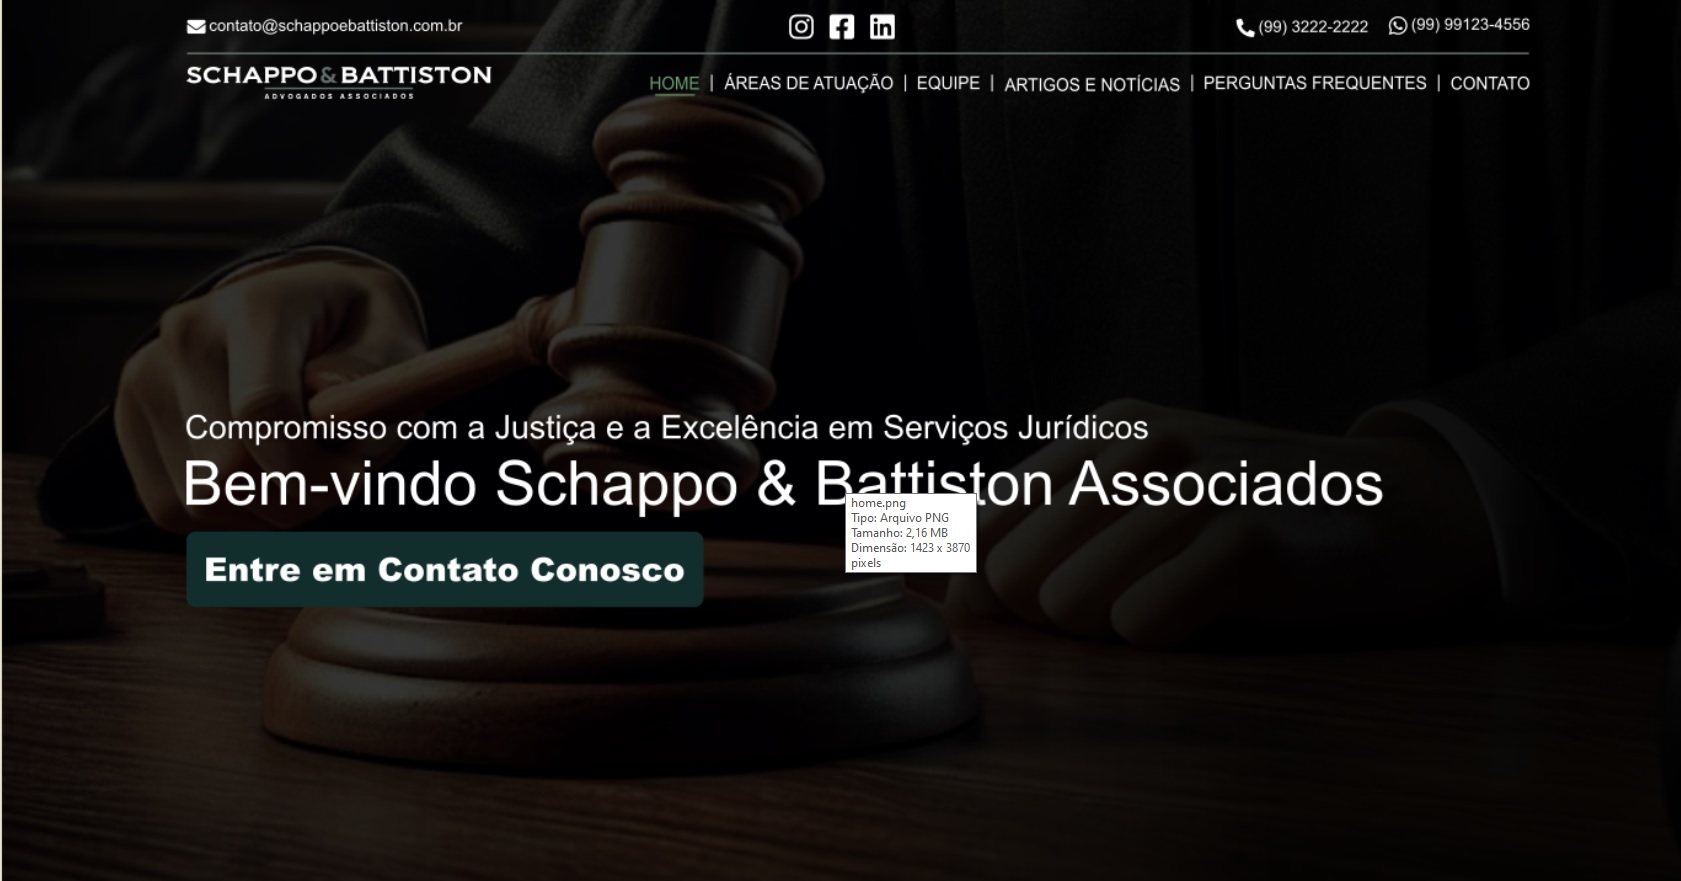 contato@schappoebattiston.com.br
(99) 3222-2222
(99) 99123-4556
SCHAPPO&BATTISTON
ADVOGADOS ASSOCIADOS
HOME | ÁREAS DE ATUAÇÃO | EQUIPE | ARTIGOS E NOTÍCIAS | PERGUNTAS FREQUENTES | CONTATO
Compromisso com a Justiça e a Excelência em Serviços Jurídicos
Bem-vindo Schappo & Battiston Associados
home.png
Tipo: Arquivo PNG
Tamanho: 2,16 MB
Dimensão: 1423 x 3870
pixels
Entre em Contato Conosco